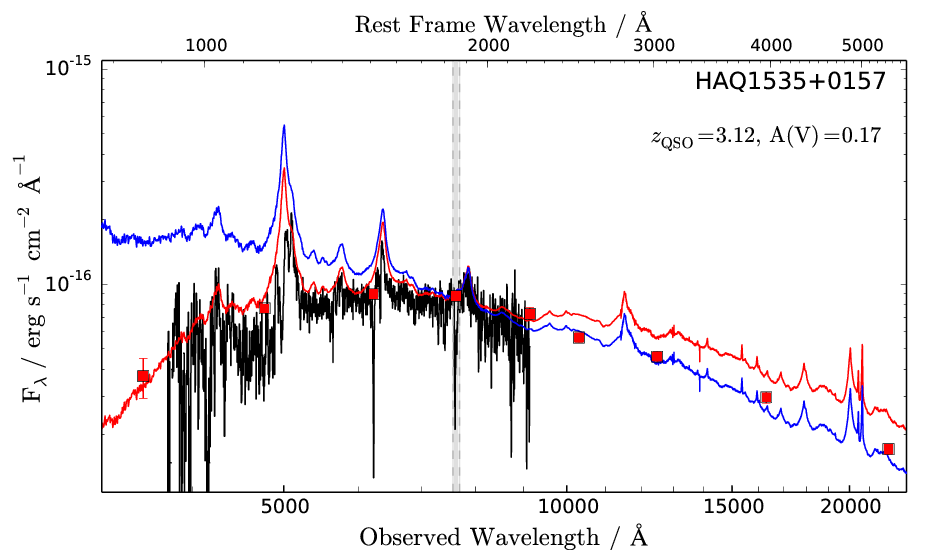 Rest Frame Wavelength / Å
1000 2000 3000 4000 5000
10⁻¹⁵
HAQ1535+0157
z_QSO=3.12, A(V)=0.17
F_λ / erg s⁻¹ cm⁻² Å⁻¹
10⁻¹⁶
5000 10000 15000 20000
Observed Wavelength / Å